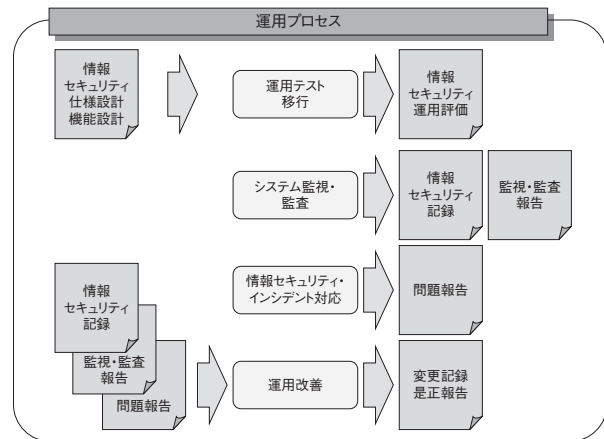 運用プロセス
情報
セキュリティ
仕様設計
機能設計
運用テスト
移行
情報
セキュリティ
運用評価
システム監視・
監査
情報
セキュリティ
記録
監視・監査
報告
情報セキュリティ・
インシデント対応
問題報告
情報
セキュリティ
記録
監視・監査
報告
問題報告
運用改善
変更記録
是正報告